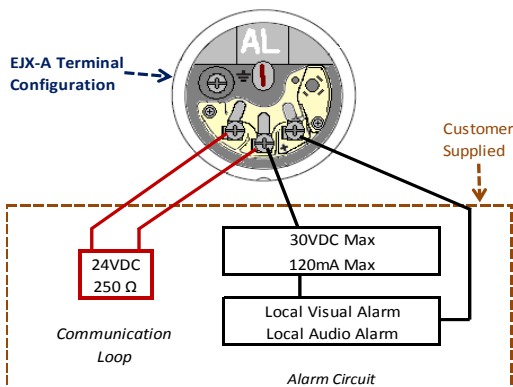 AL
EJX-A Terminal
Configuration
Customer
Supplied
24VDC
250 Ω
30VDC Max
120mA Max
Local Visual Alarm
Local Audio Alarm
Communication
Loop
Alarm Circuit